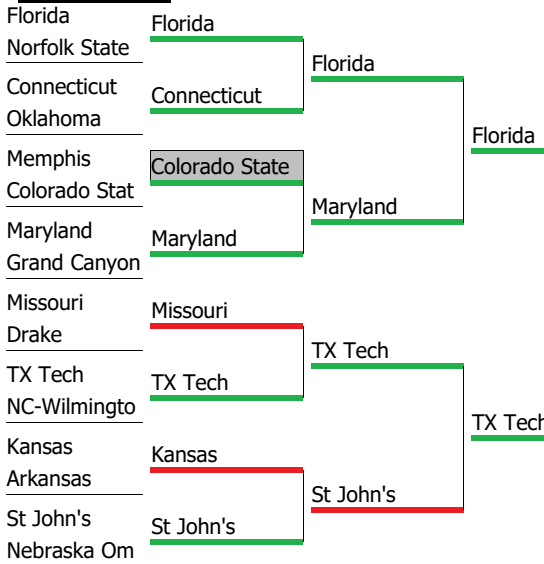 Florida
Norfolk State
Connecticut
Oklahoma
Memphis
Colorado Stat
Maryland
Grand Canyon
Missouri
Drake
TX Tech
NC-Wilmingto
Kansas
Arkansas
St John's
Nebraska Om
Florida
Connecticut
Colorado State
Maryland
Missouri
TX Tech
Kansas
St John's
Florida
Maryland
TX Tech
St John's
Florida
TX Tech